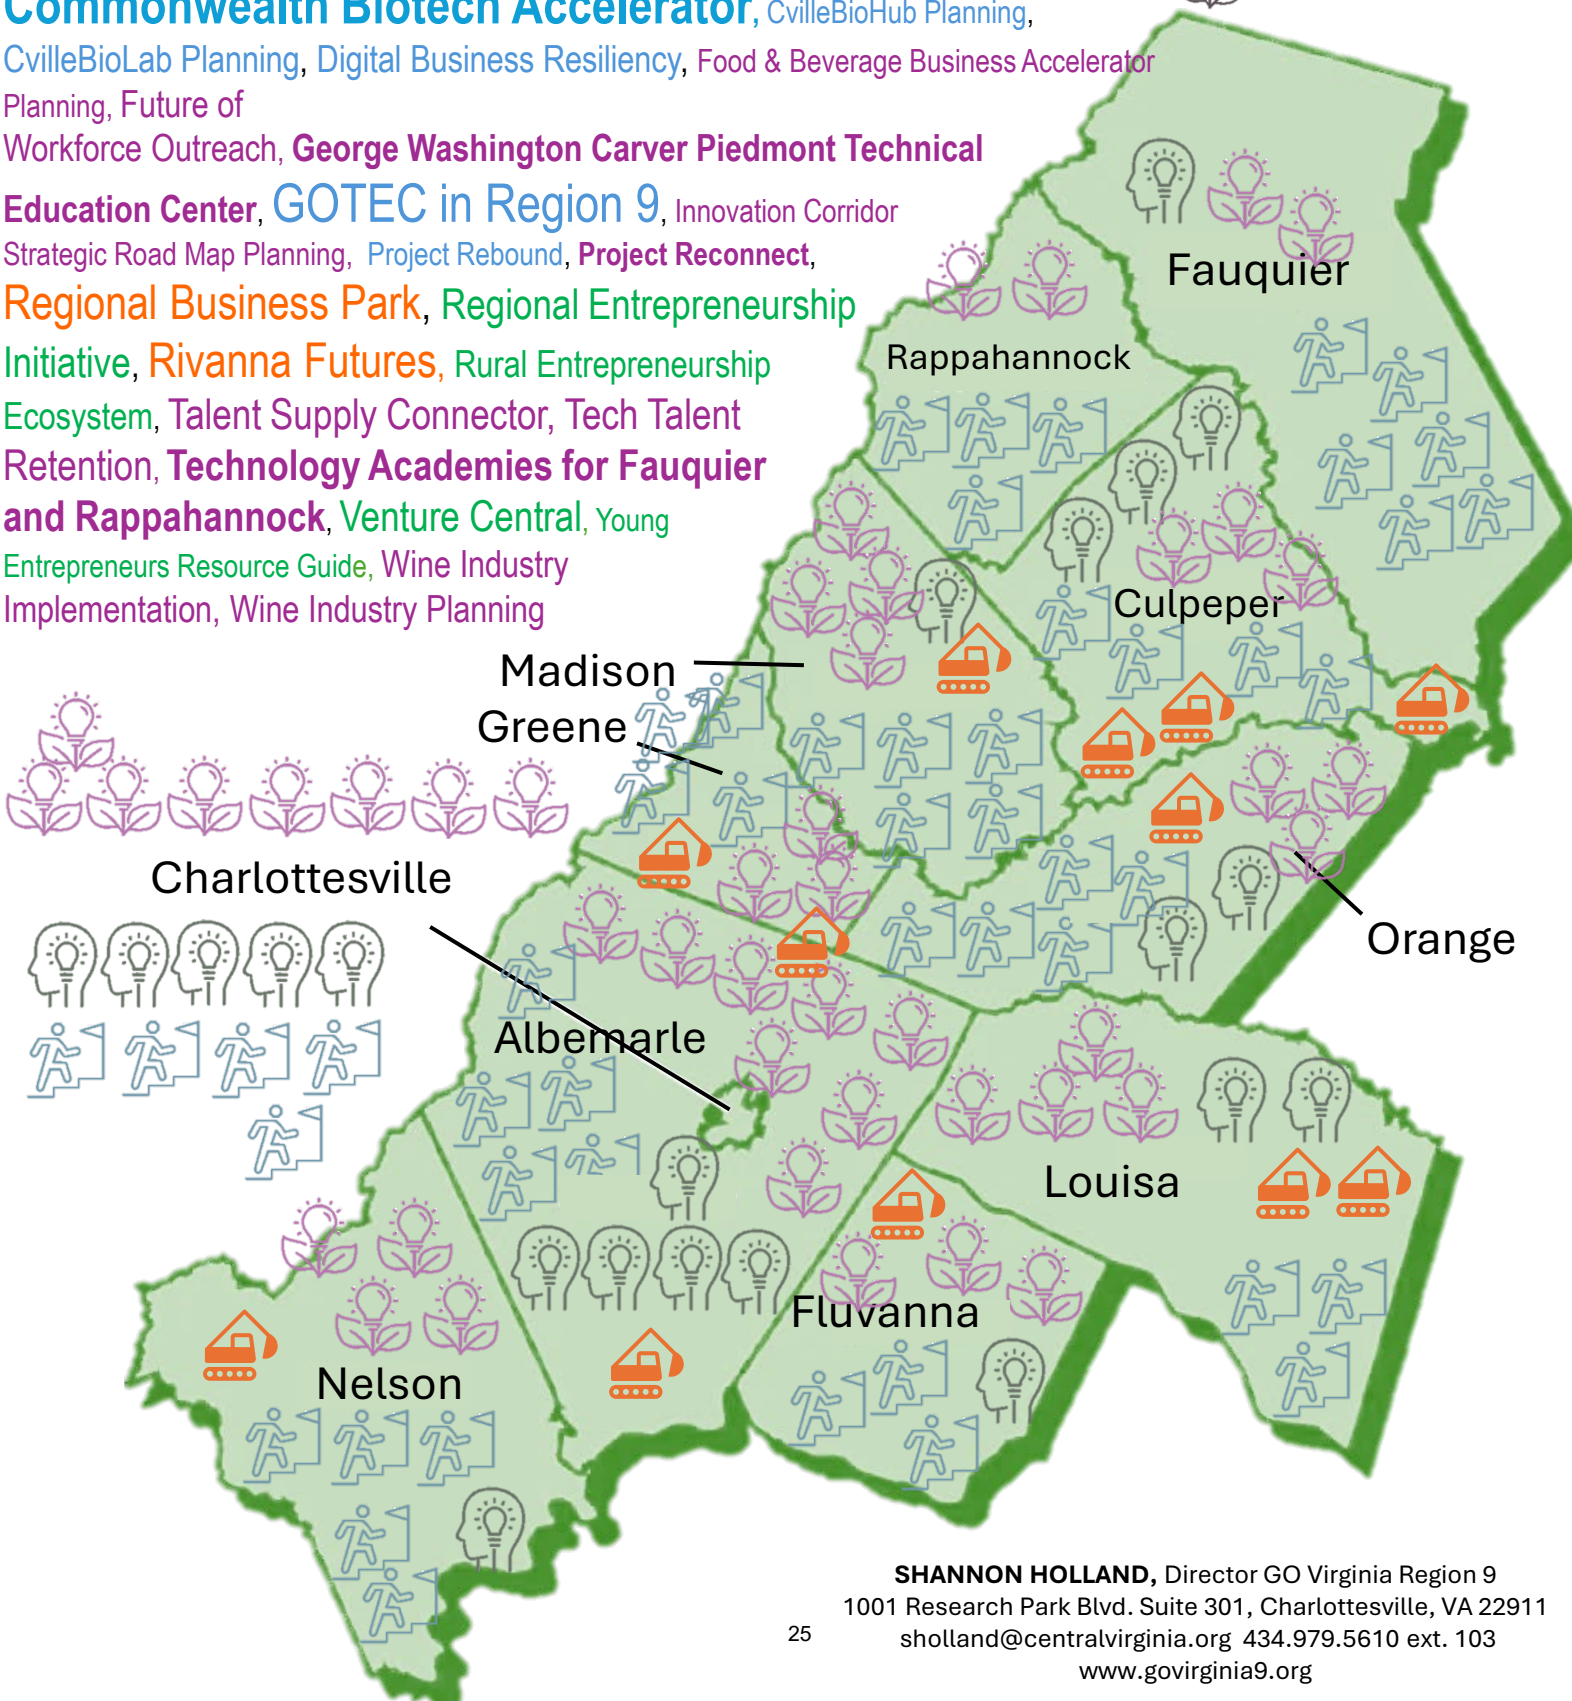 Commonwealth Biotech Accelerator, CvilleBioHub Planning,
CvilleBioLab Planning, Digital Business Resiliency, Food & Beverage Business Accelerator
Planning, Future of
Workforce Outreach, George Washington Carver Piedmont Technical
Education Center, GOTEC in Region 9, Innovation Corridor
Strategic Road Map Planning, Project Rebound, Project Reconnect,
Regional Business Park, Regional Entrepreneurship
Initiative, Rivanna Futures, Rural Entrepreneurship
Ecosystem, Talent Supply Connector, Tech Talent
Retention, Technology Academies for Fauquier
and Rappahannock, Venture Central, Young
Entrepreneurs Resource Guide, Wine Industry
Implementation, Wine Industry Planning
Fauquier
Rappahannock
Culpeper
Madison
Greene
Charlottesville
Orange
Albemarle
Louisa
Fluvanna
Nelson
SHANNON HOLLAND, Director GO Virginia Region 9
1001 Research Park Blvd. Suite 301, Charlottesville, VA 22911
25
sholland@centralvirginia.org 434.979.5610 ext. 103
www.govirginia9.org